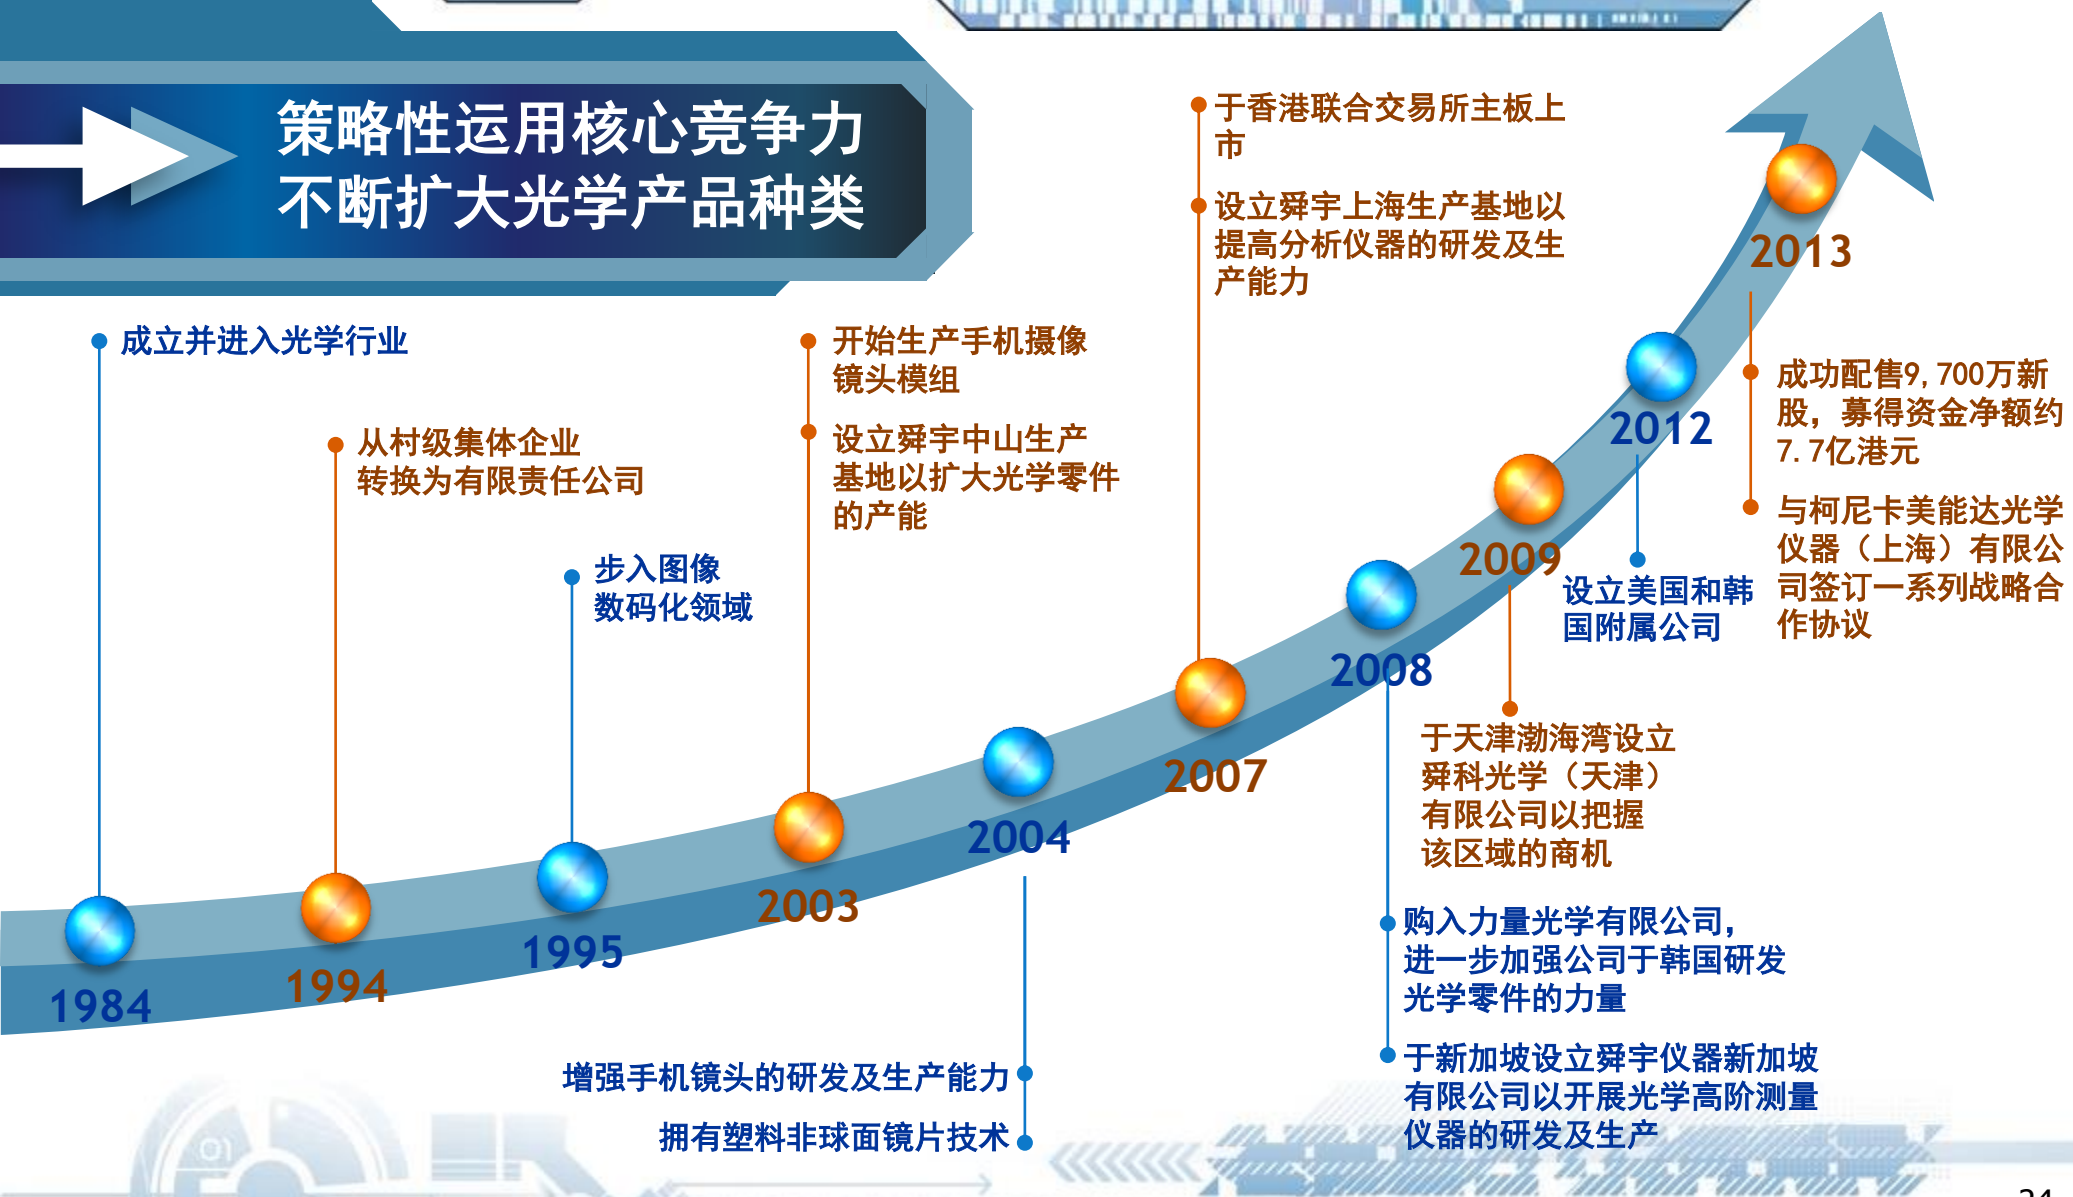 策略性运用核心竞争力
不断扩大光学产品种类
成立并进入光学行业
1984
从村级集体企业
转换为有限责任公司
1994
步入图像
数码化领域
1995
开始生产手机摄像
镜头模组
设立舜宇中山生产
基地以扩大光学零件
的产能
2003
2004
增强手机镜头的研发及生产能力
拥有塑料非球面镜片技术
于香港联合交易所主板上
市
设立舜宇上海生产基地以
提高分析仪器的研发及生
产能力
2007
2008
购入力量光学有限公司，
进一步加强公司于韩国研发
光学零件的力量
于新加坡设立舜宇仪器新加坡
有限公司以开展光学高阶测量
仪器的研发及生产
2009
于天津渤海湾设立
舜科光学（天津）
有限公司以把握
该区域的商机
2012
设立美国和韩
国附属公司
2013
成功配售9,700万新
股，募得资金净额约
7.7亿港元
与柯尼卡美能达光学
仪器（上海）有限公
司签订一系列战略合
作协议